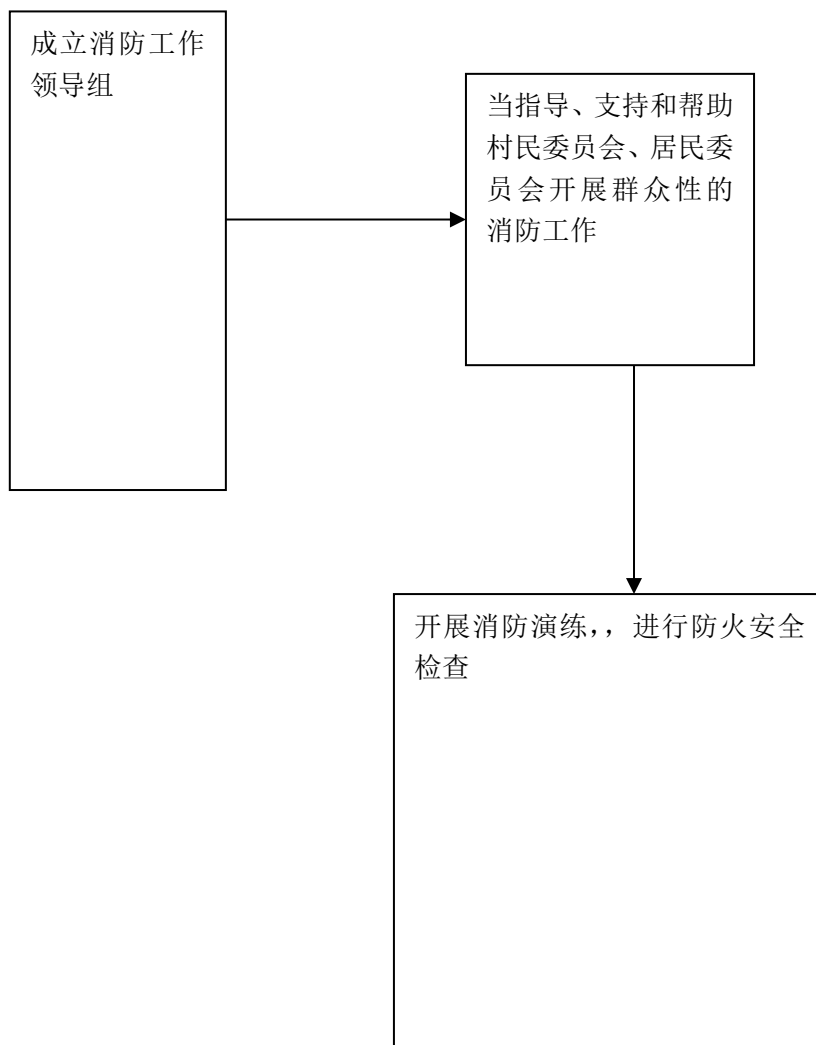 成立消防工作
领导组
当指导、支持和帮助
村民委员会、居民委
员会开展群众性的
消防工作
开展消防演练，，进行防火安全
检查